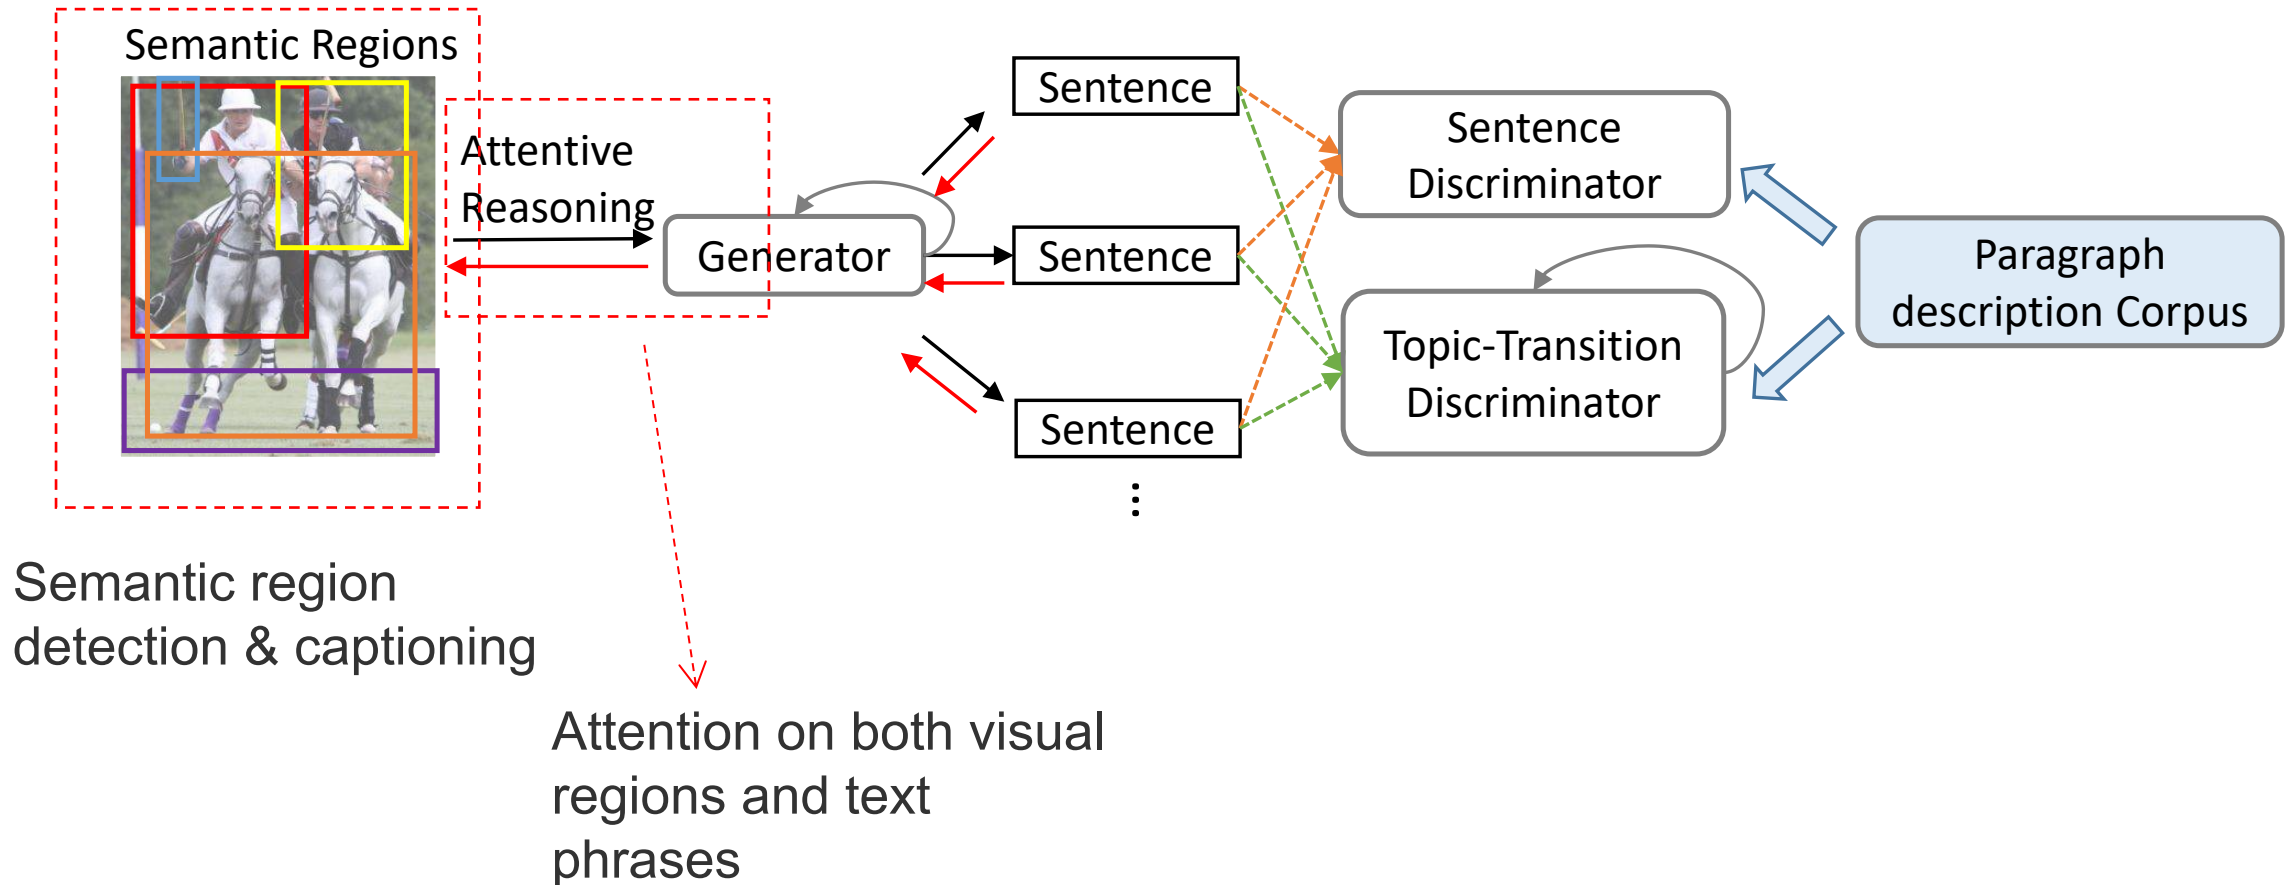 Semantic Regions
Attentive
Reasoning
Generator
Sentence
Sentence
Sentence
...
Sentence
Discriminator
Topic-Transition
Discriminator
Paragraph
description Corpus
Semantic region
detection & captioning
Attention on both visual
regions and text
phrases